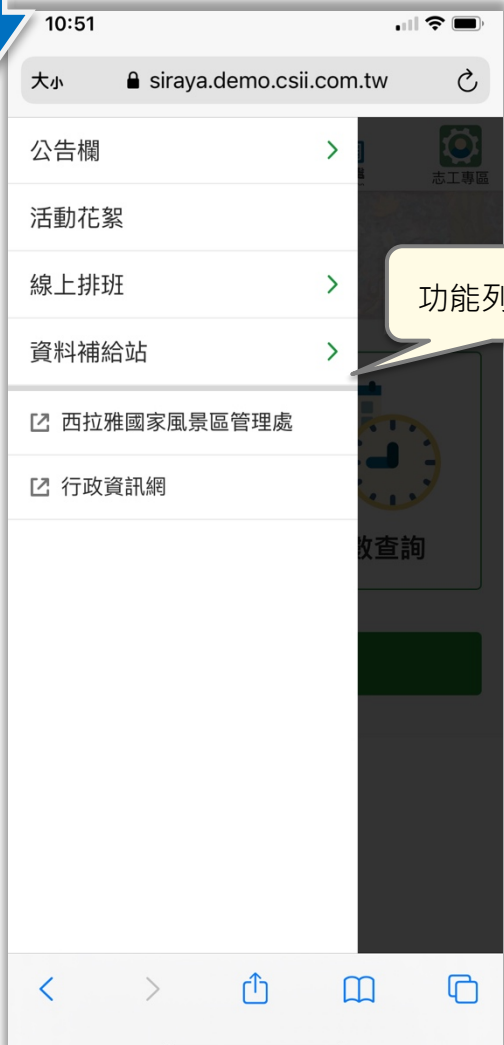 10:51
大小 siraya.demo.csii.com.tw
公告欄
志工專區
活動花絮
線上排班
功能列
資料補給站
西拉雅國家風景區管理處
行政資訊網
數查詢